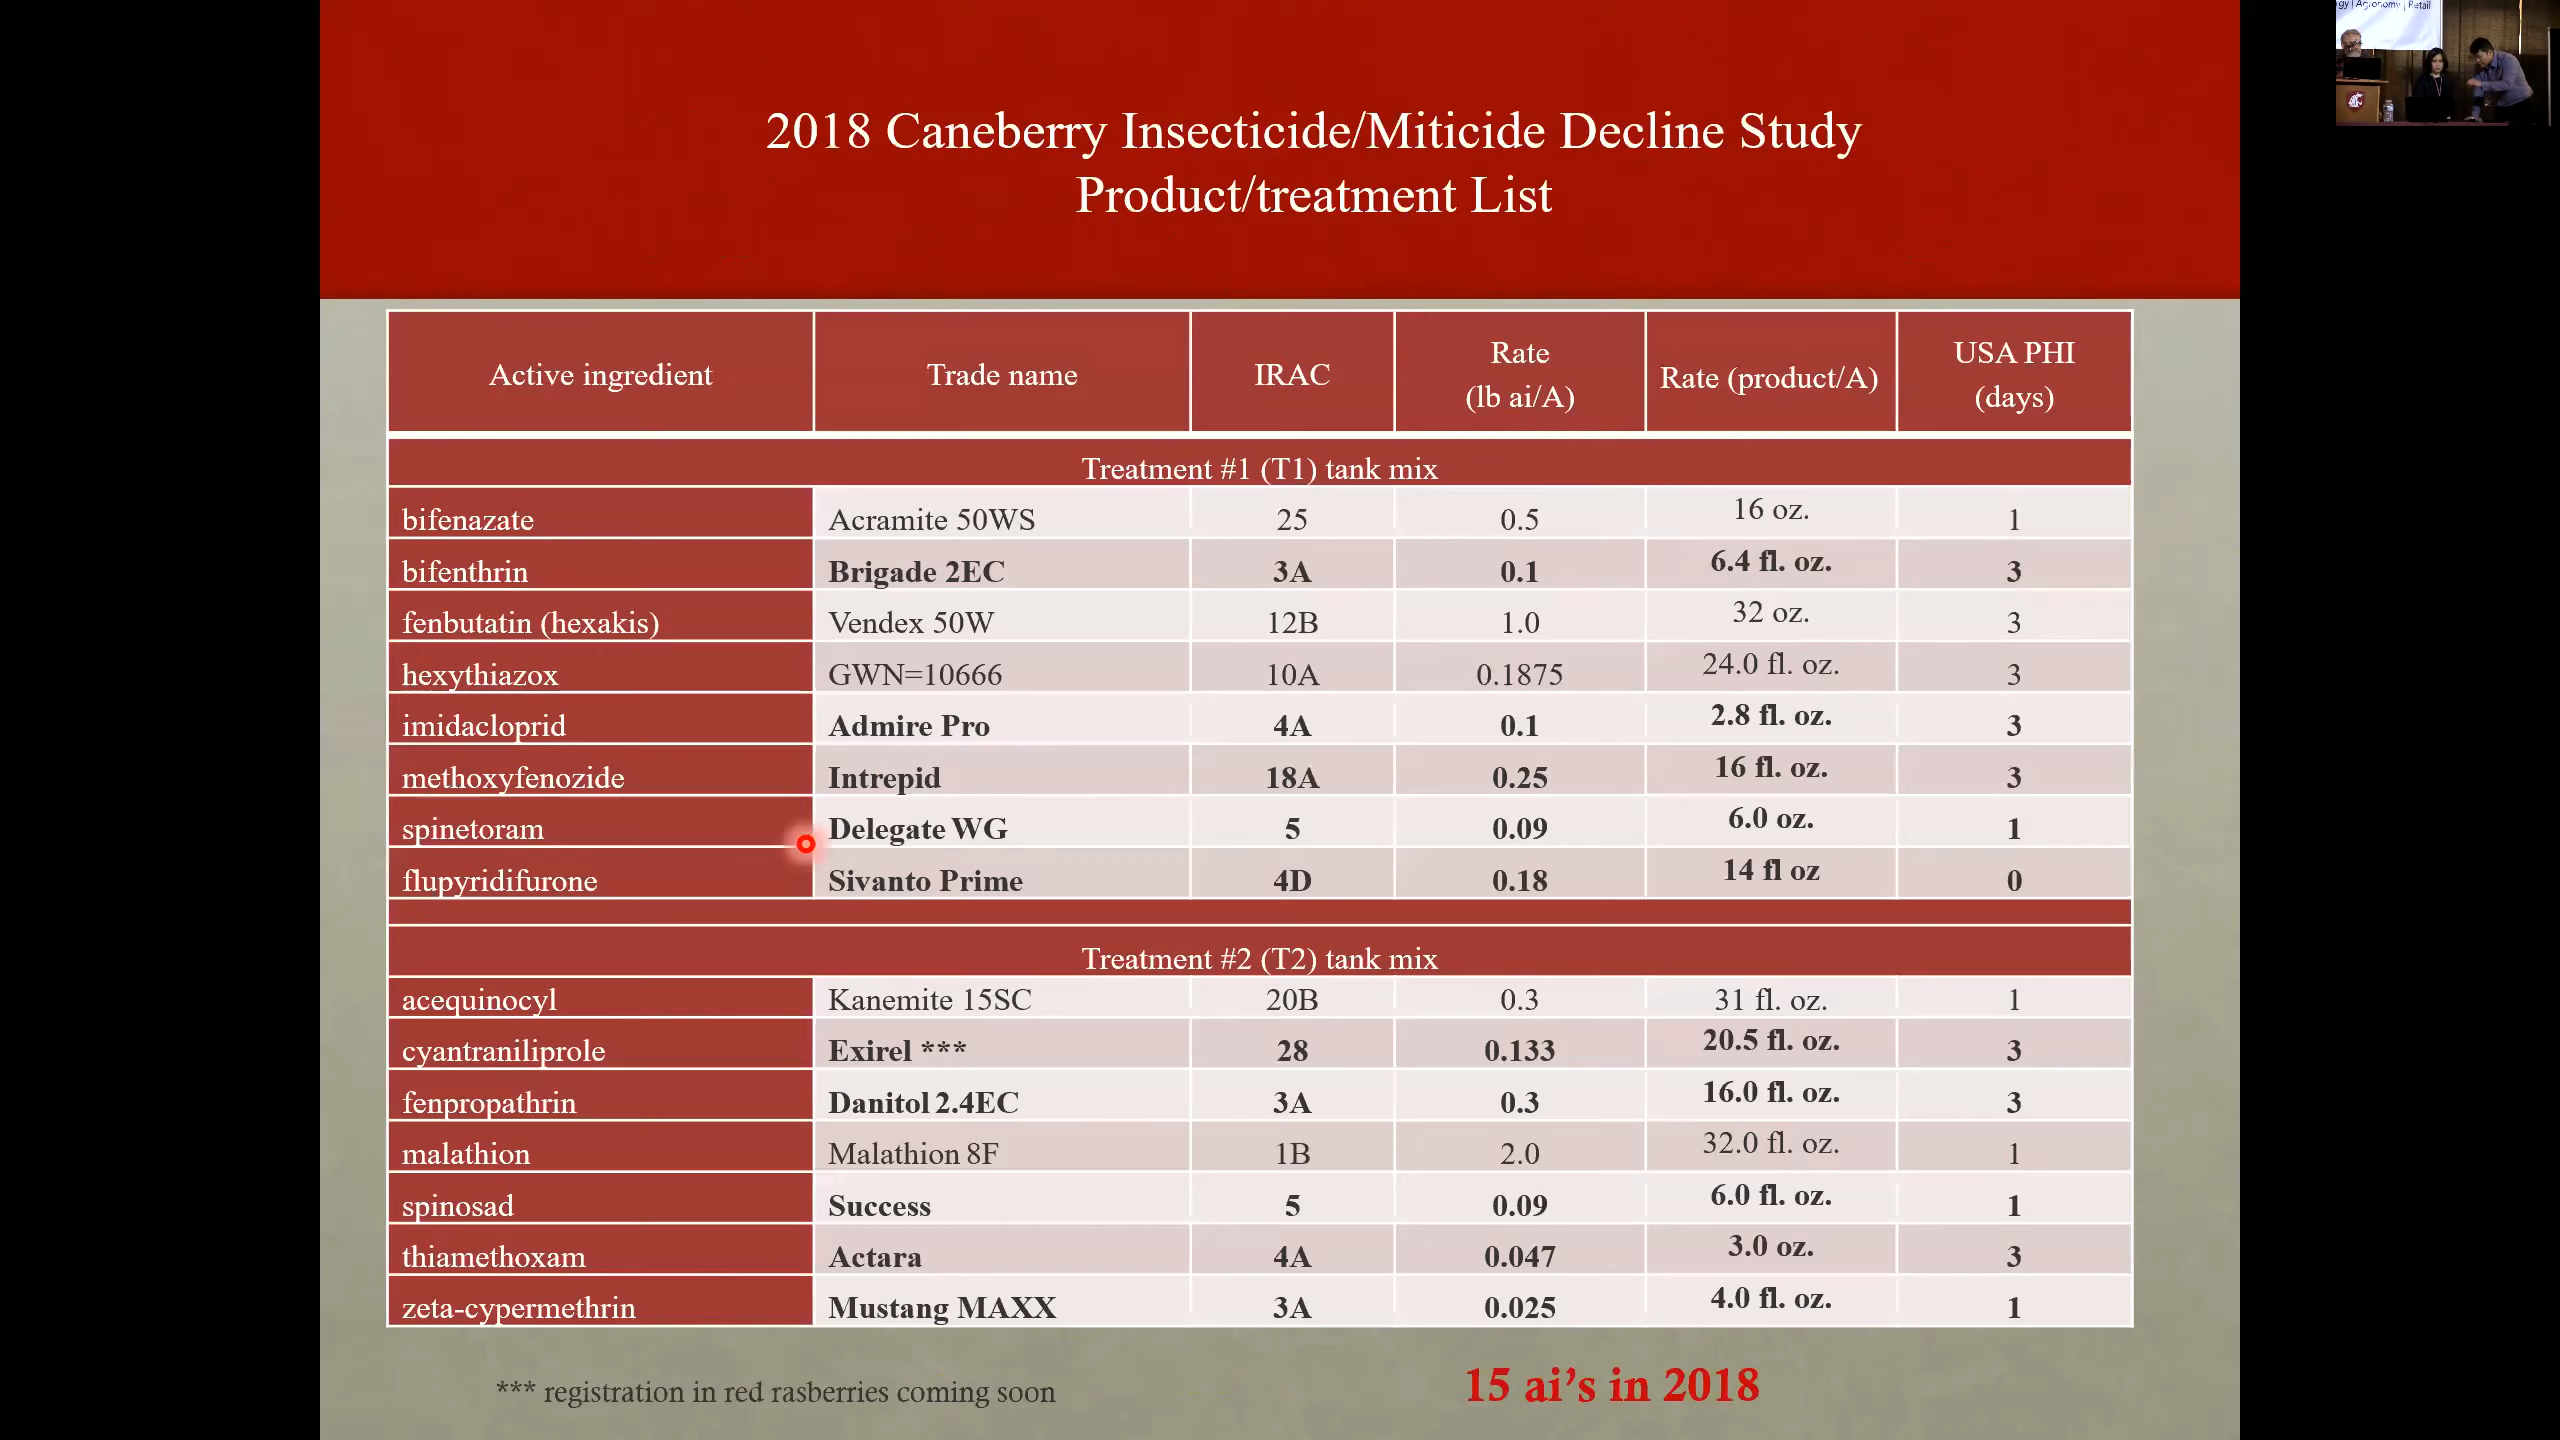 gy | Agronomy | Retail
2018 Caneberry Insecticide/Miticide Decline Study
Product/treatment List
Active ingredient Trade name IRAC Rate (lb ai/A) Rate (product/A) USA PHI (days)
Treatment #1 (T1) tank mix
bifenazate Acramite 50WS 25 0.5 16 oz. 1
bifenthrin Brigade 2EC 3A 0.1 6.4 fl. oz. 3
fenbutatin (hexakis) Vendex 50W 12B 1.0 32 oz. 3
hexythiazox GWN=10666 10A 0.1875 24.0 fl. oz. 3
imidacloprid Admire Pro 4A 0.1 2.8 fl. oz. 3
methoxyfenozide Intrepid 18A 0.25 16 fl. oz. 3
spinetoram Delegate WG 5 0.09 6.0 oz. 1
flupyridifurone Sivanto Prime 4D 0.18 14 fl oz 0
Treatment #2 (T2) tank mix
acequinocyl Kanemite 15SC 20B 0.3 31 fl. oz. 1
cyantraniliprole Exirel *** 28 0.133 20.5 fl. oz. 3
fenpropathrin Danitol 2.4EC 3A 0.3 16.0 fl. oz. 3
malathion Malathion 8F 1B 2.0 32.0 fl. oz. 1
spinosad Success 5 0.09 6.0 fl. oz. 1
thiamethoxam Actara 4A 0.047 3.0 oz. 3
zeta-cypermethrin Mustang MAXX 3A 0.025 4.0 fl. oz. 1
*** registration in red rasberries coming soon
15 ai's in 2018